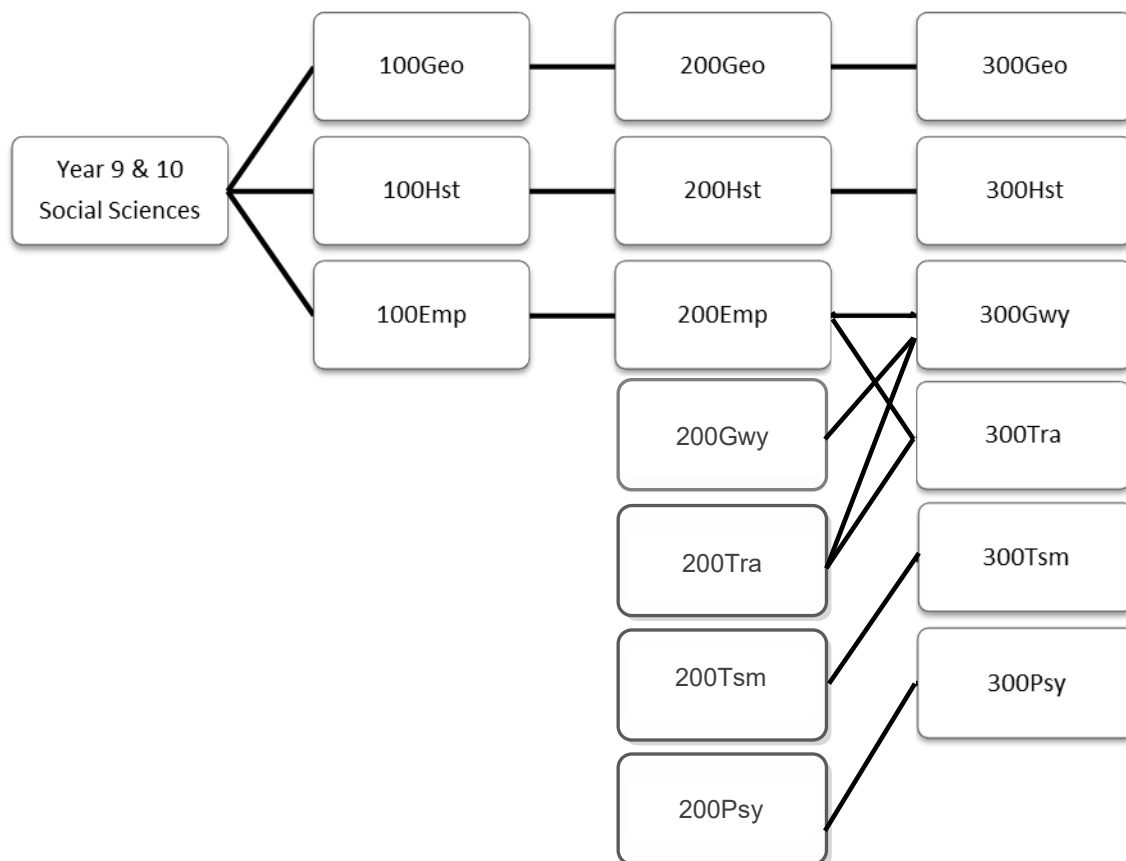 100Geo
200Geo
300Geo
Year 9 & 10
Social Sciences
100Hst
200Hst
300Hst
100Emp
200Emp
300Gwy
200Gwy
300Tra
200Tra
300Tsm
200Tsm
300Psy
200Psy